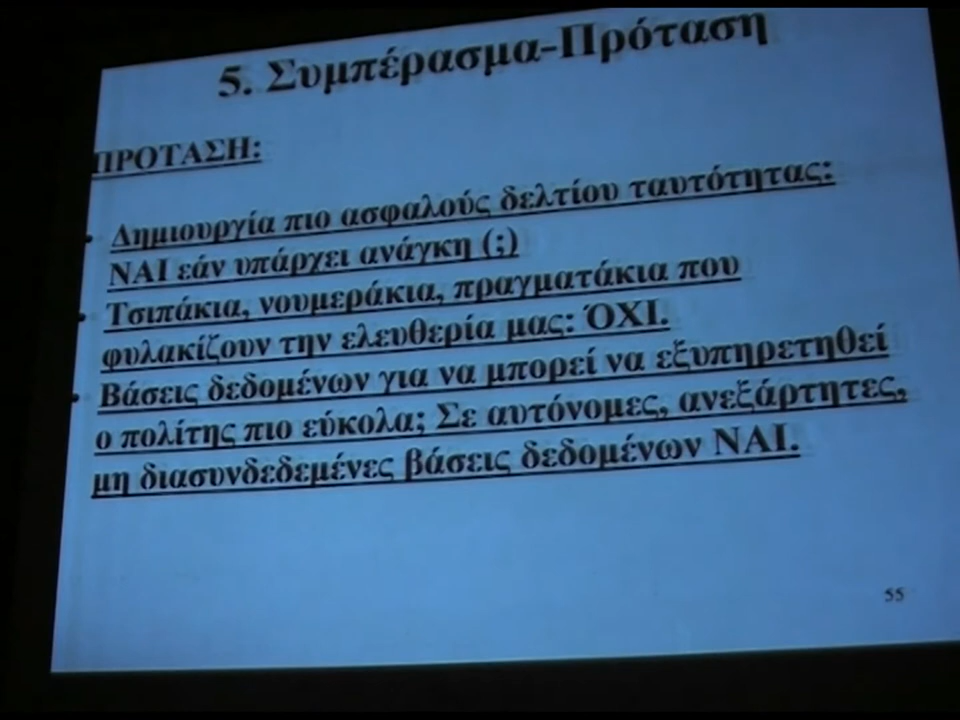 5. Συμπέρασμα-Πρόταση
ΠΡΟΤΑΣΗ:
• Δημιουργία πιο ασφαλούς δελτίου ταυτότητας:
ΝΑΙ εάν υπάρχει ανάγκη (;)
• Τσιπάκια, νουμεράκια, πραγματάκια που
φυλακίζουν την ελευθερία μας: ΌΧΙ.
• Βάσεις δεδομένων για να μπορεί να εξυπηρετηθεί
ο πολίτης πιο εύκολα; Σε αυτόνομες, ανεξάρτητες,
μη διασυνδεδεμένες βάσεις δεδομένων ΝΑΙ.
55